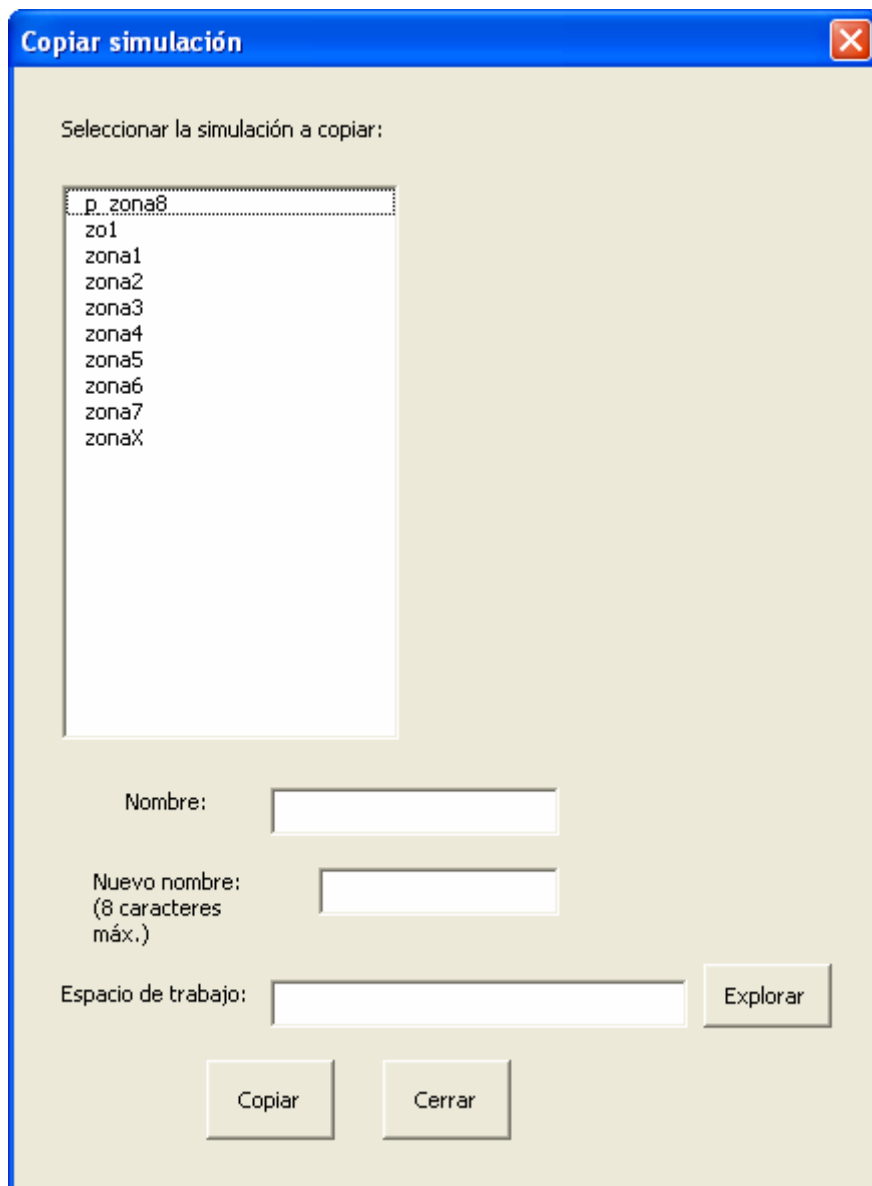 Copiar simulación
Seleccionar la simulación a copiar:
p_zona8
zo1
zona1
zona2
zona3
zona4
zona5
zona6
zona7
zonaX
Nombre:
Nuevo nombre:
(8 caracteres
máx.)
Espacio de trabajo:
Explorar
Copiar
Cerrar